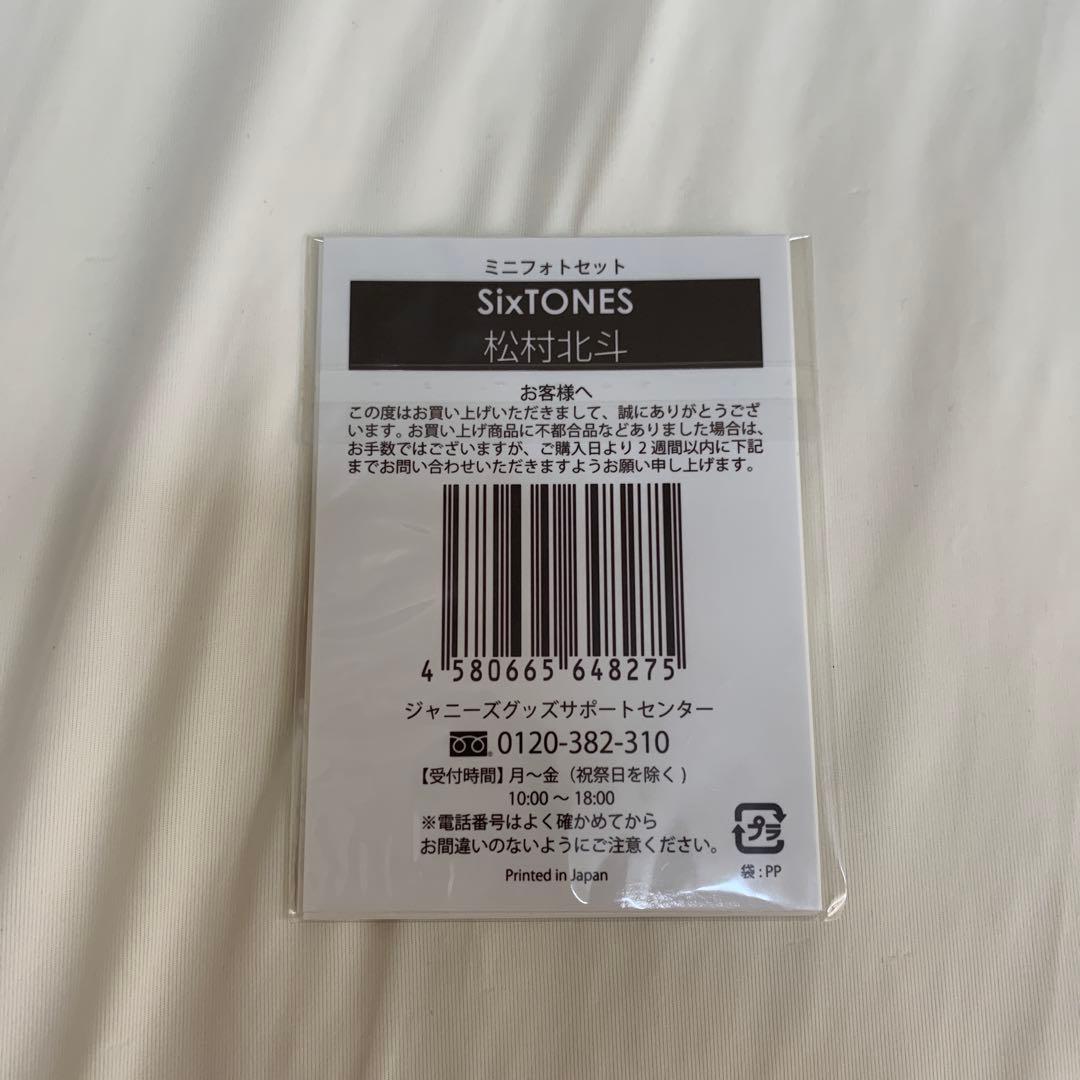 ミニフォトセット
SixTONES
松村北斗
お客様へ
この度はお買い上げいただきまして、誠にありがとうござ
います。お買い上げ商品に不都合品などありました場合は、
お手数ではございますが、ご購入日より2週間以内に下記
までお問い合わせいただきますようお願い申し上げます。
4 580665 648275
ジャニーズグッズサポートセンター
0120-382-310
【受付時間】月〜金（祝祭日を除く）
10:00 〜 18:00
※電話番号はよく確かめてから
お間違いのないようにご注意ください。
プラ
袋：PP
Printed in Japan